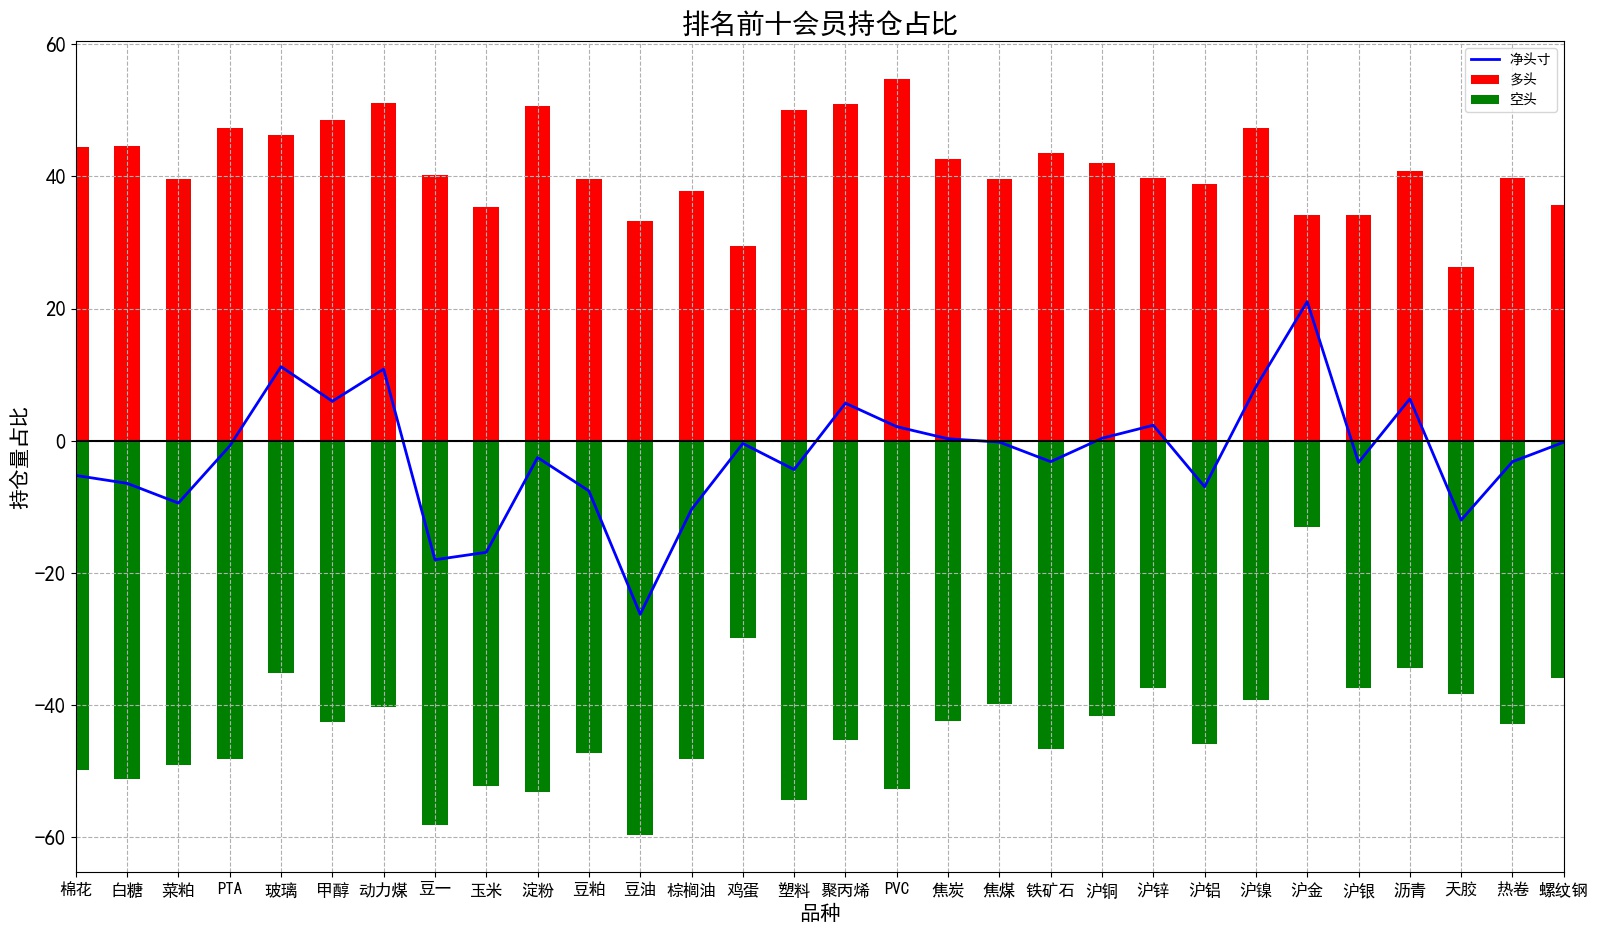 排名前十会员持仓占比
净头寸
多头
空头
持仓量占比
60
40
20
0
−20
−40
−60
棉花 白糖 菜粕 PTA 玻璃 甲醇 动力煤 豆一 玉米 淀粉 豆粕 豆油 棕榈油 鸡蛋 塑料 聚丙烯 PVC 焦炭 焦煤 铁矿石 沪铜 沪锌 沪铝 沪镍 沪金 沪银 沥青 天胶 热卷 螺纹钢
品种